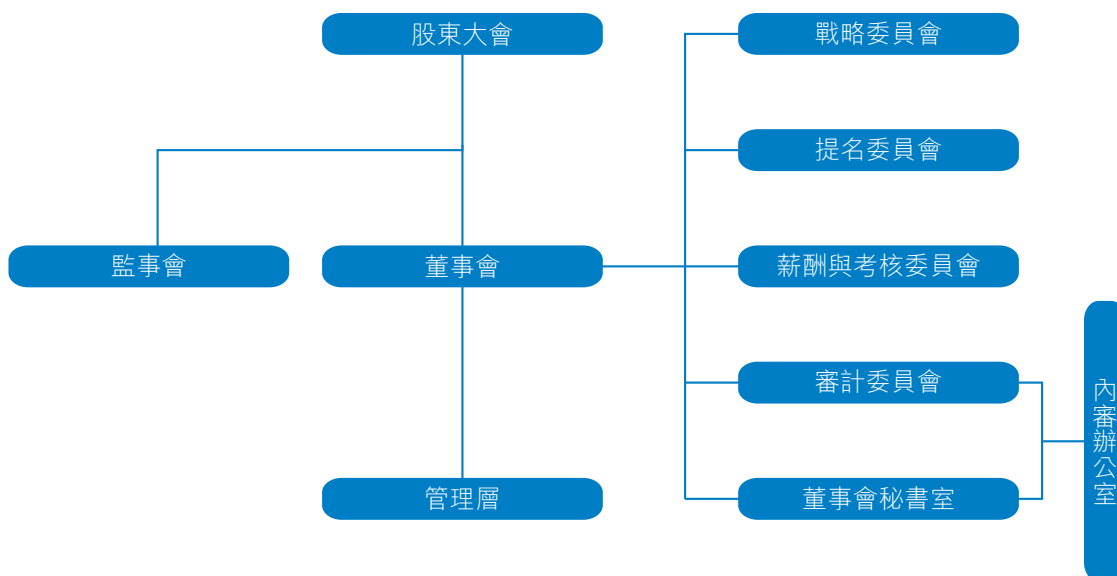 股東大會
戰略委員會
提名委員會
監事會
董事會
薪酬與考核委員會
審計委員會
內審辦公室
管理層
董事會秘書室